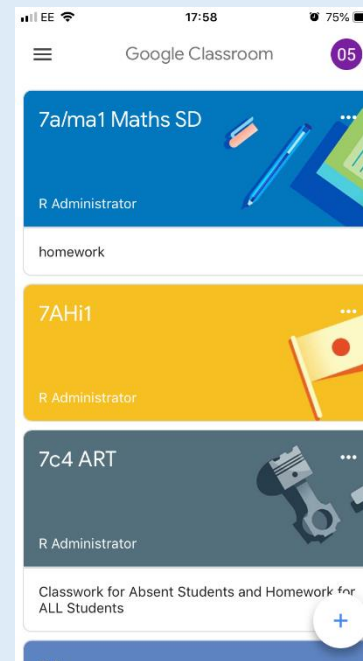 EE 17:58 75%
Google Classroom 05
7a/ma1 Maths SD
R Administrator
homework
7AHi1
R Administrator
7c4 ART
R Administrator
Classwork for Absent Students and Homework for
ALL Students
+